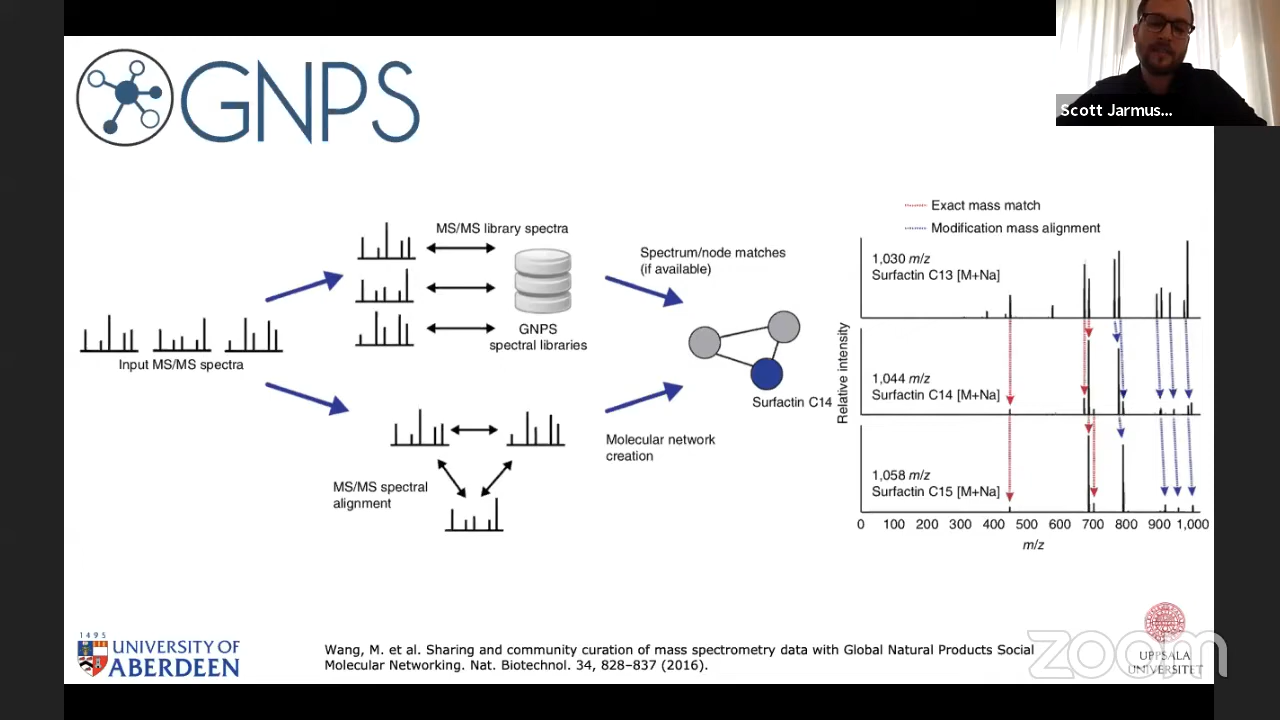 GNPS
Scott Jarmus...
Exact mass match
Modification mass alignment
MS/MS library spectra
Spectrum/node matches
(if available)
1,030 m/z
Surfactin C13 [M+Na]
GNPS
spectral libraries
Input MS/MS spectra
1,044 m/z
Surfactin C14 [M+Na]
Surfactin C14
Relative intensity
Molecular network
creation
MS/MS spectral
alignment
1,058 m/z
Surfactin C15 [M+Na]
0 100 200 300 400 500 600 700 800 900 1,000
m/z
1495
UNIVERSITY OF
ABERDEEN
Wang, M. et al. Sharing and community curation of mass spectrometry data with Global Natural Products Social
Molecular Networking. Nat. Biotechnol. 34, 828–837 (2016).
zoom
UPPSALA
UNIVERSITET